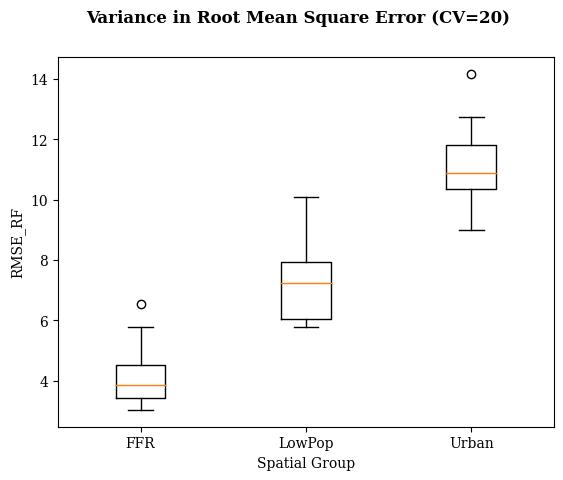 Variance in Root Mean Square Error (CV=20)
14
12
10
8
6
4
RMSE_RF
FFR
LowPop
Urban
Spatial Group